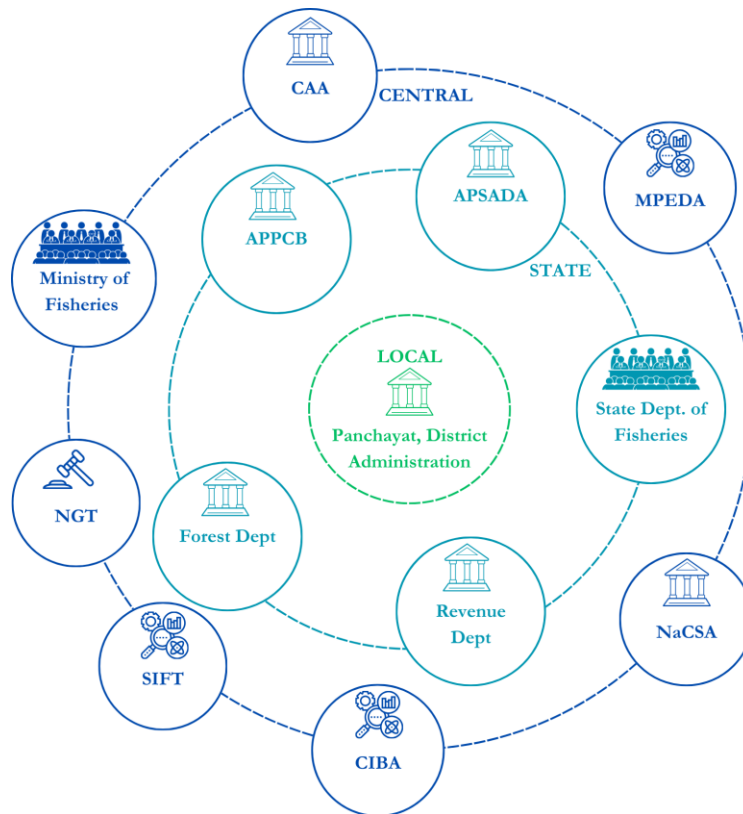 CAA
CENTRAL
MPEDA
APPCB
APSADA
STATE
Ministry of
Fisheries
LOCAL
Panchayat, District
Administration
State Dept. of
Fisheries
NGT
Forest Dept
Revenue
Dept
NaCSA
SIFT
CIBA